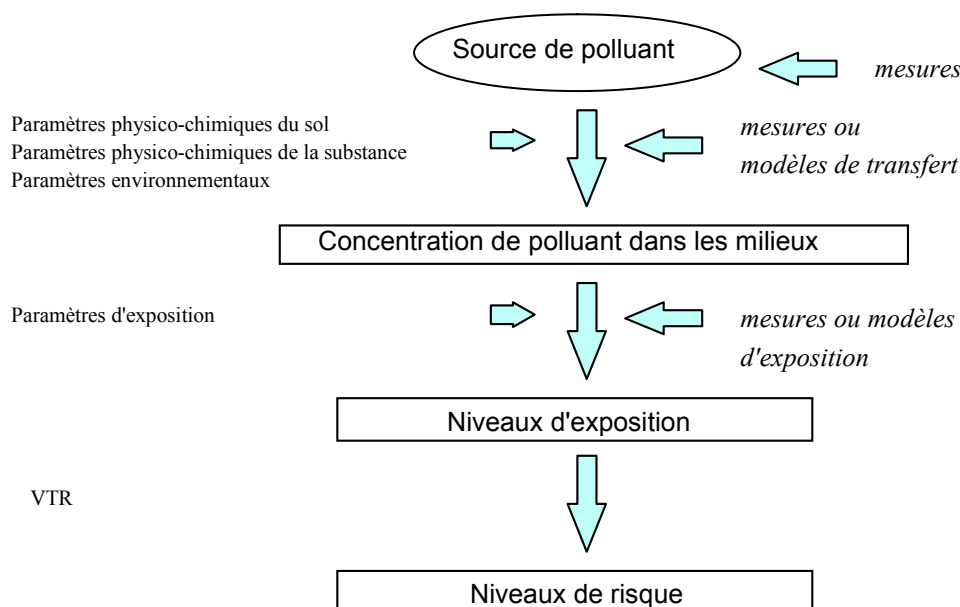 Source de polluant
mesures
Paramètres physico-chimiques du sol
Paramètres physico-chimiques de la substance
Paramètres environnementaux
mesures ou
modèles de transfert
Concentration de polluant dans les milieux
Paramètres d'exposition
mesures ou modèles
d'exposition
Niveaux d'exposition
VTR
Niveaux de risque